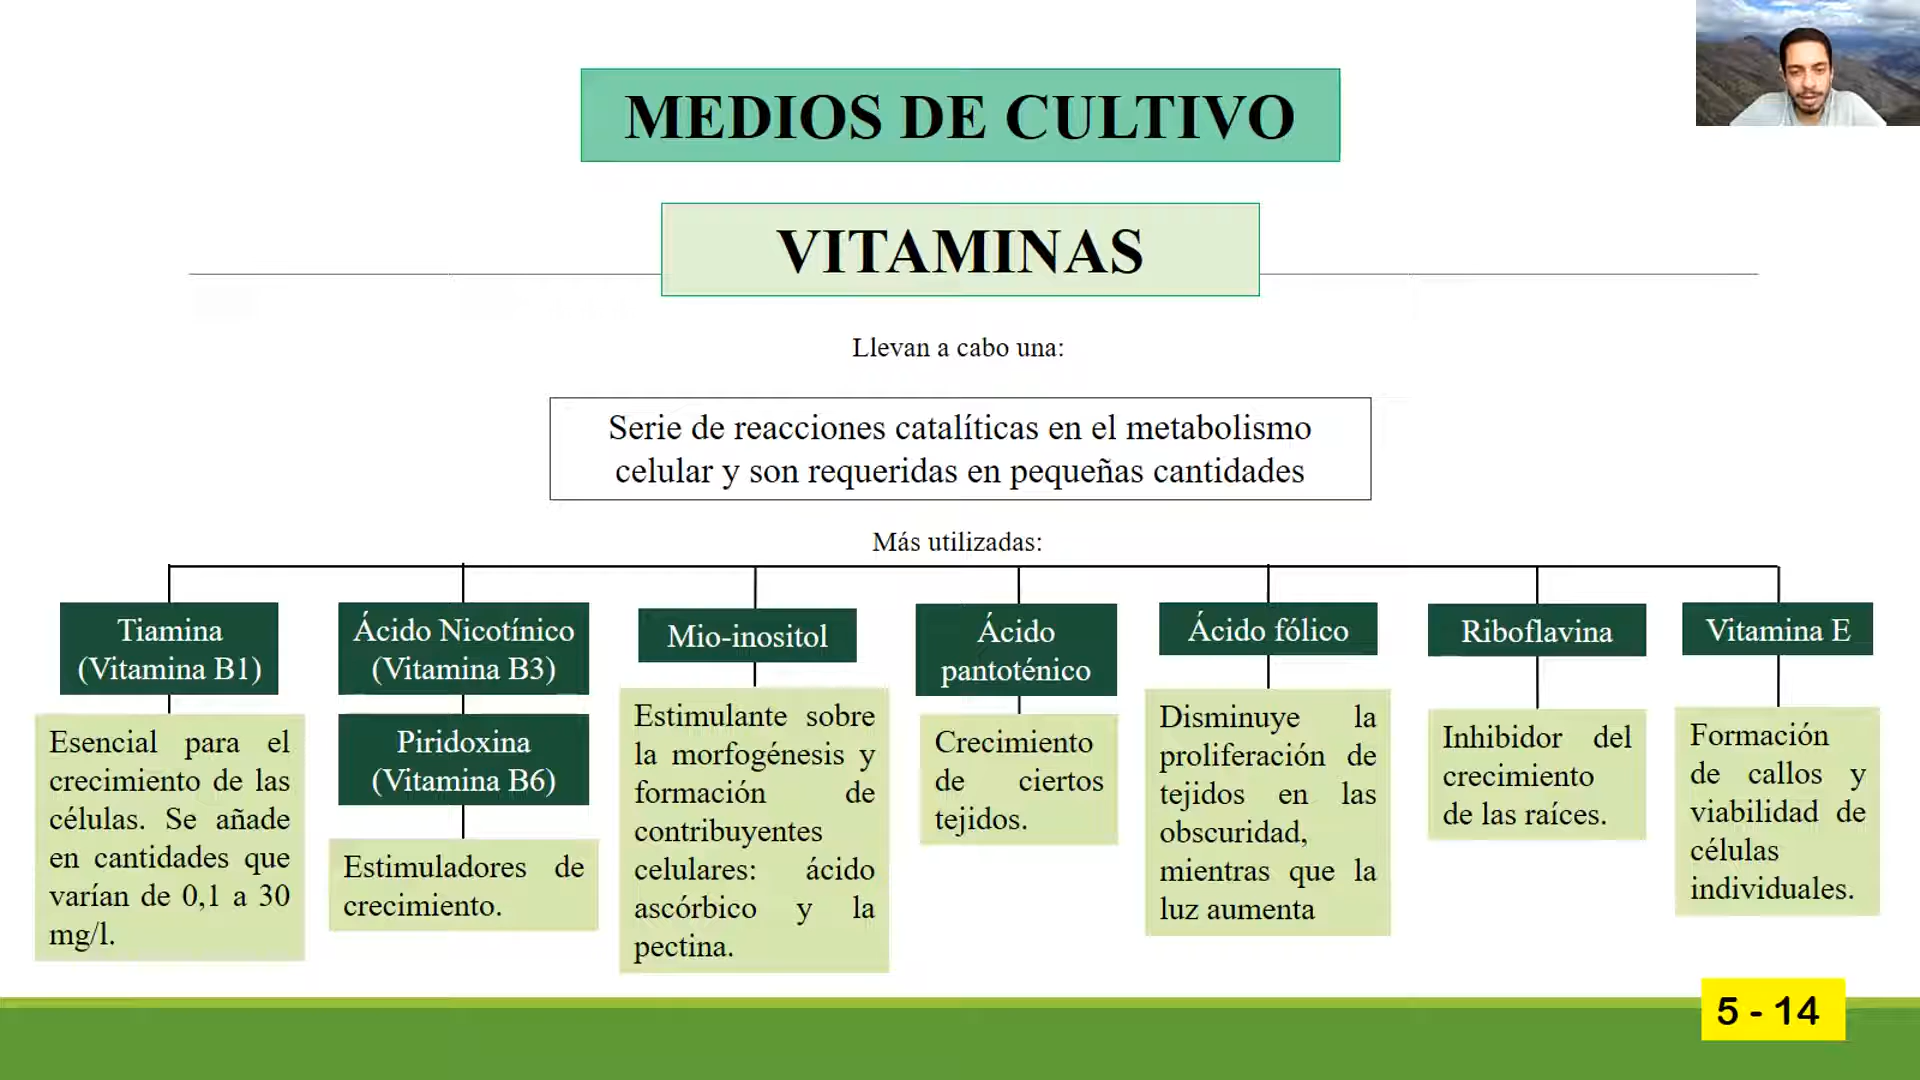 MEDIOS DE CULTIVO
VITAMINAS
Llevan a cabo una:
Serie de reacciones catalíticas en el metabolismo
celular y son requeridas en pequeñas cantidades
Más utilizadas:
Tiamina
(Vitamina B1)
Esencial para el
crecimiento de las
células. Se añade
en cantidades que
varían de 0,1 a 30
mg/l.
Ácido Nicotínico
(Vitamina B3)
Piridoxina
(Vitamina B6)
Estimuladores de
crecimiento.
Mio-inositol
Estimulante sobre
la morfogénesis y
formación de
contribuyentes
celulares: ácido
ascórbico y la
pectina.
Ácido
pantoténico
Crecimiento
de ciertos
tejidos.
Ácido fólico
Disminuye la
proliferación de
tejidos en las
obscuridad,
mientras que la
luz aumenta
Riboflavina
Inhibidor del
crecimiento
de las raíces.
Vitamina E
Formación
de callos y
viabilidad de
células
individuales.
5 - 14